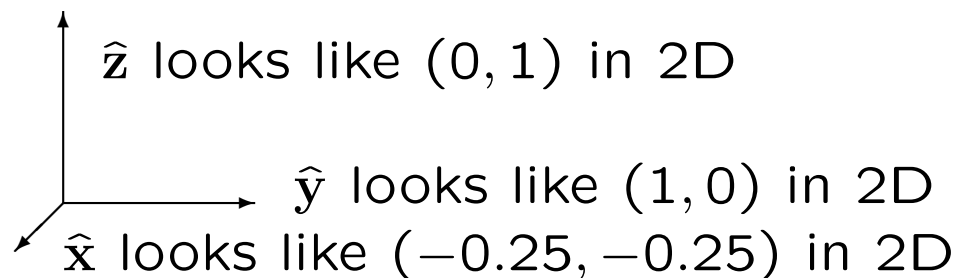 ẑ looks like (0, 1) in 2D
ŷ looks like (1, 0) in 2D
x̂ looks like (−0.25, −0.25) in 2D